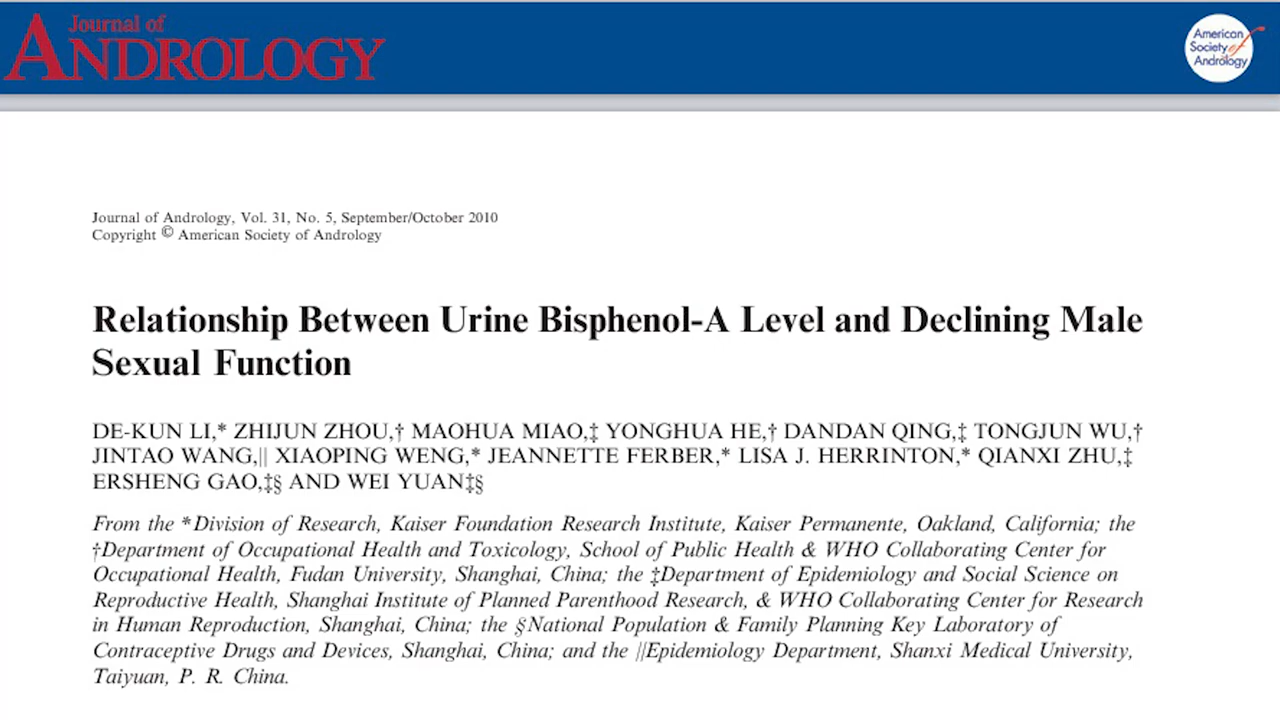 Journal of
ANDROLOGY
American
Society of
Andrology
Journal of Andrology, Vol. 31, No. 5, September/October 2010
Copyright © American Society of Andrology
Relationship Between Urine Bisphenol-A Level and Declining Male
Sexual Function
DE-KUN LI,* ZHIJUN ZHOU,† MAOHUA MIAO,‡ YONGHUA HE,† DANDAN QING,‡ TONGJUN WU,†
JINTAO WANG,|| XIAOPING WENG,* JEANNETTE FERBER,* LISA J. HERRINTON,* QIANXI ZHU,‡
ERSHENG GAO,‡§ AND WEI YUAN‡§
From the *Division of Research, Kaiser Foundation Research Institute, Kaiser Permanente, Oakland, California; the
†Department of Occupational Health and Toxicology, School of Public Health & WHO Collaborating Center for
Occupational Health, Fudan University, Shanghai, China; the ‡Department of Epidemiology and Social Science on
Reproductive Health, Shanghai Institute of Planned Parenthood Research, & WHO Collaborating Center for Research
in Human Reproduction, Shanghai, China; the §National Population & Family Planning Key Laboratory of
Contraceptive Drugs and Devices, Shanghai, China; and the ||Epidemiology Department, Shanxi Medical University,
Taiyuan, P. R. China.